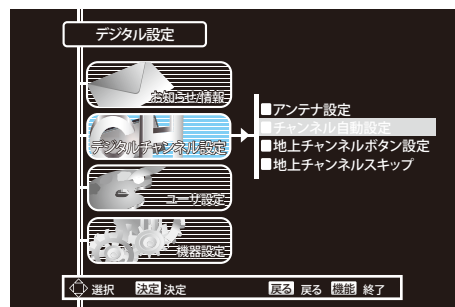 デジタル設定
お知らせ/情報
デジタルチャンネル設定
ユーザ設定
機器設定
■アンテナ設定
■チャンネル自動設定
■地上チャンネルボタン設定
■地上チャンネルスキップ
選択 決定 決定 戻る 戻る 機能 終了